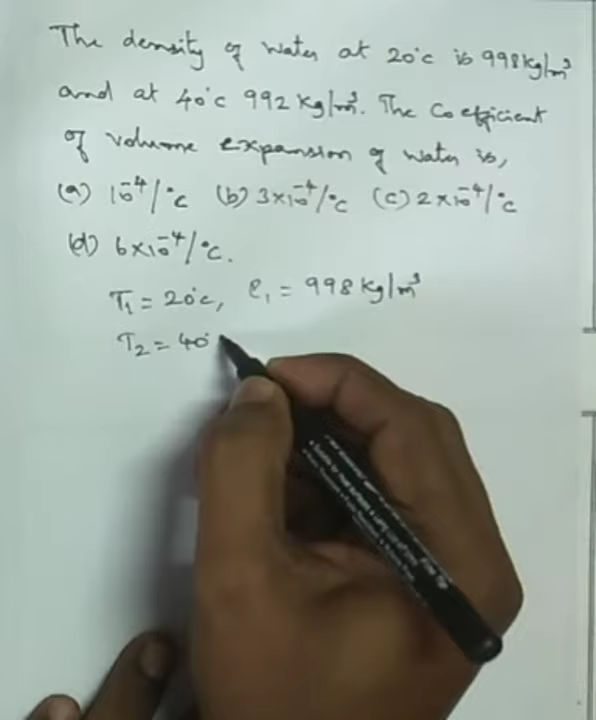 The density of water at 20°c is 998kg/m³
and at 40°c 992 kg/m³. The Coefficient
of volume expansion of water is,
(a) 10⁻⁴/°c (b) 3×10⁻⁴/°c (c) 2×10⁻⁴/°c
(d) 6×10⁻⁴/°c.
T₁ = 20°c, ρ₁ = 998 kg/m³
T₂ = 40°